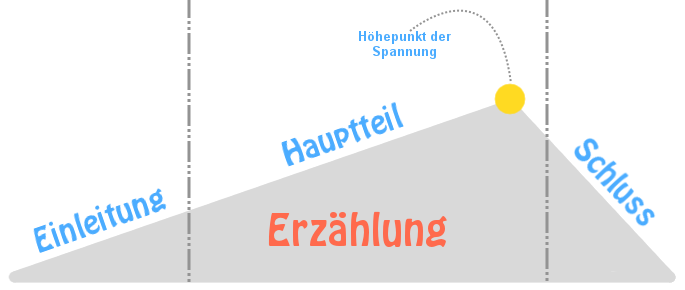 Höhepunkt der
Spannung
Einleitung
Hauptteil
Schluss
Erzählung